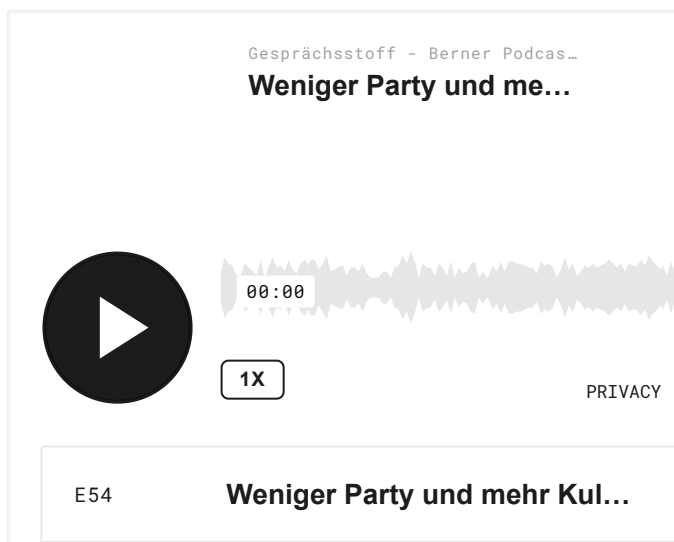 Gesprächsstoff - Berner Podcas…
Weniger Party und me…
00:00
1X
PRIVACY
E54 Weniger Party und mehr Kul…